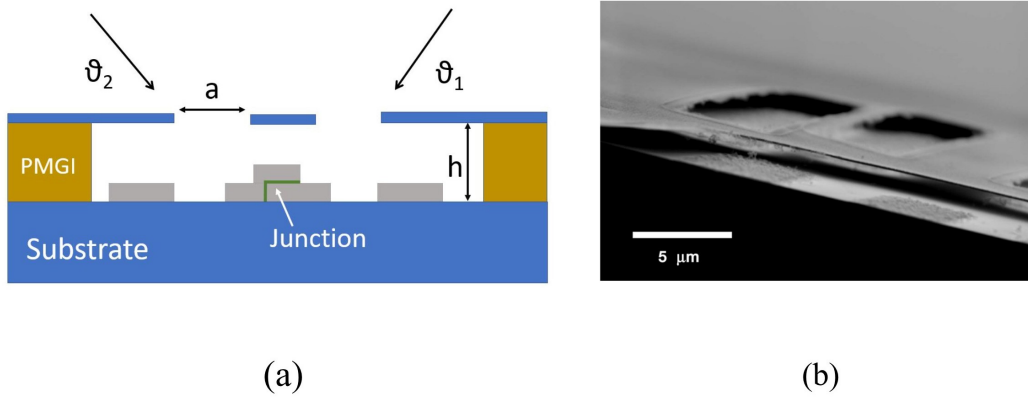 ϑ2
a
ϑ1
PMGI
h
Junction
Substrate
5 μm
(a)
(b)